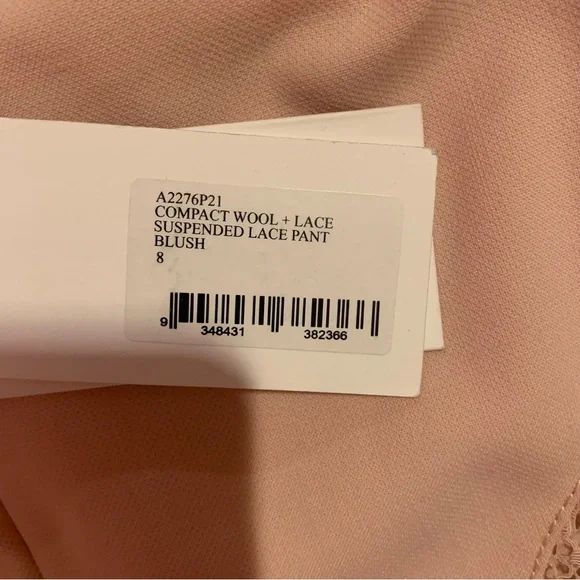 A2276P21
COMPACT WOOL + LACE
SUSPENDED LACE PANT
BLUSH
8
9 348431 382366